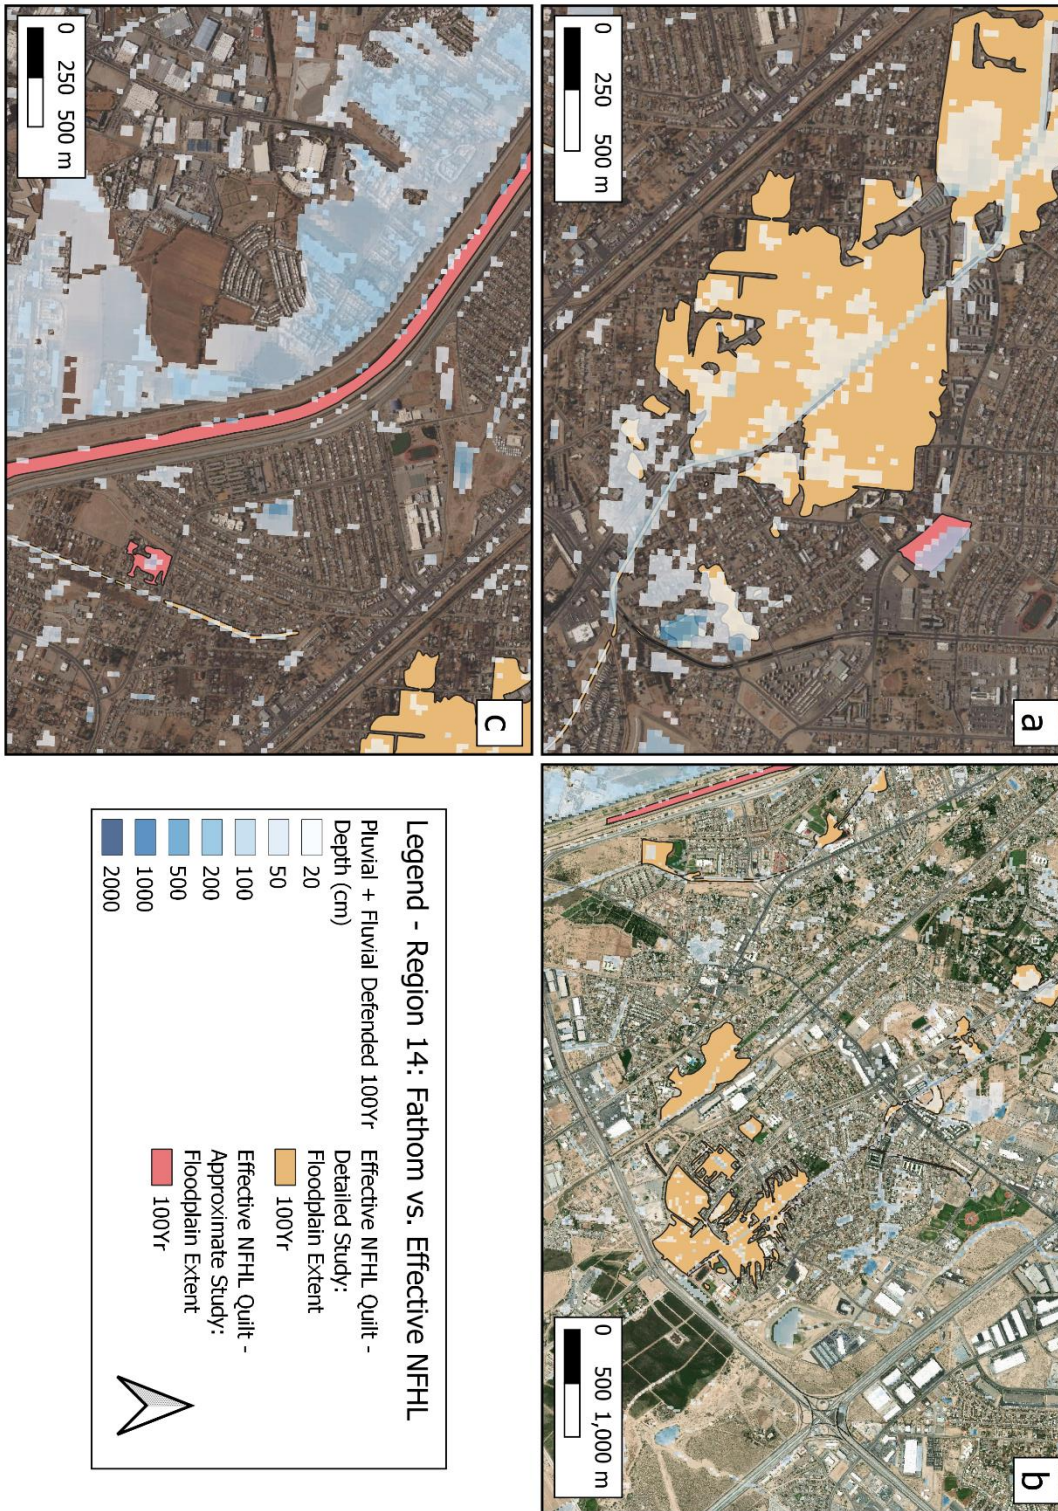 a
0 250 500 m
b
0 500 1,000 m
c
0 250 500 m
Legend - Region 14: Fathom vs. Effective NFHL
Pluvial + Fluvial Defended 100Yr
Depth (cm)
20
50
100
200
500
1000
2000
Effective NFHL Quilt -
Detailed Study:
Floodplain Extent
100Yr
Effective NFHL Quilt -
Approximate Study:
Floodplain Extent
100Yr